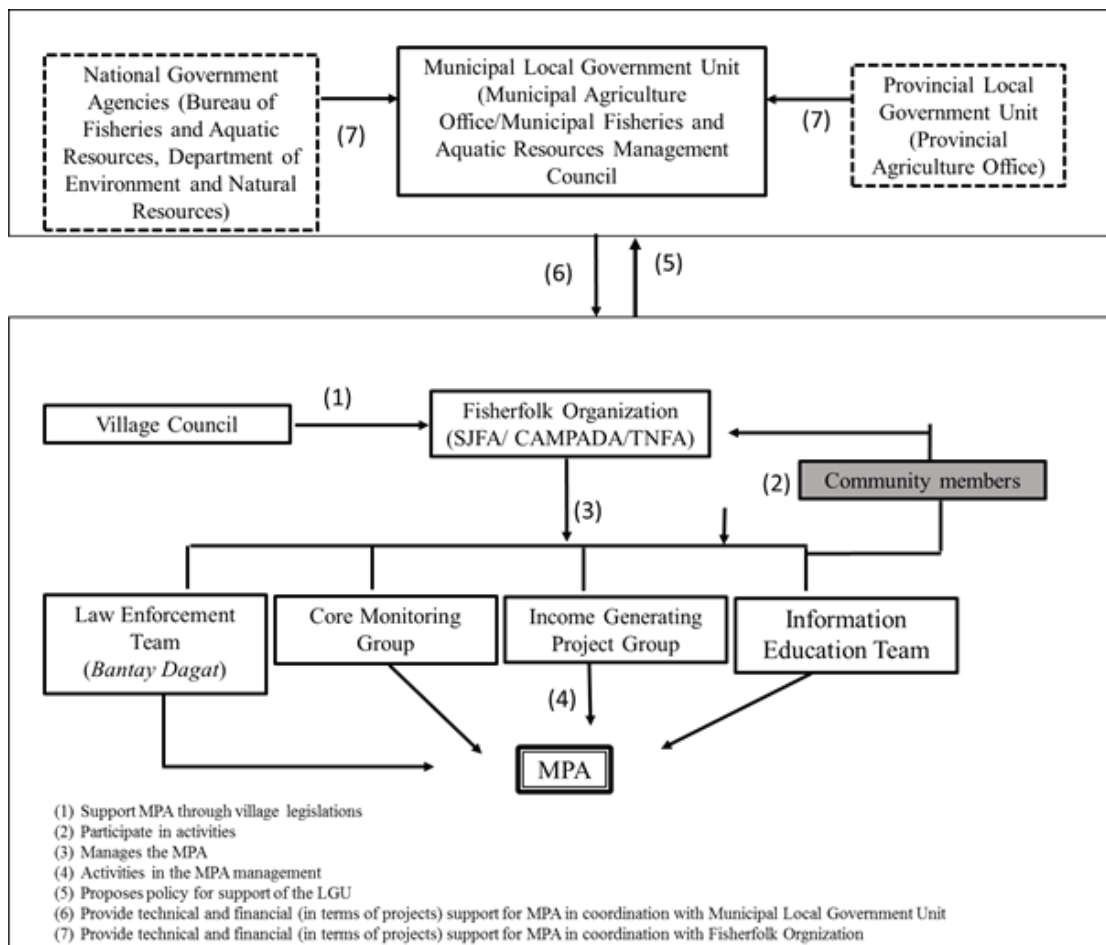 National Government
Agencies (Bureau of
Fisheries and Aquatic
Resources, Department of
Environment and Natural
Resources)
(7)
Municipal Local Government Unit
(Municipal Agriculture
Office/Municipal Fisheries and
Aquatic Resources Management
Council
(7)
Provincial Local
Government Unit
(Provincial
Agriculture Office)
(6)
(5)
Village Council
(1)
Fisherfolk Organization
(SJFA/ CAMPADA/TNFA)
(2)
Community members
(3)
Law Enforcement
Team
(Bantay Dagat)
Core Monitoring
Group
Income Generating
Project Group
Information
Education Team
(4)
MPA
(1) Support MPA through village legislations
(2) Participate in activities
(3) Manages the MPA
(4) Activities in the MPA management
(5) Proposes policy for support of the LGU
(6) Provide technical and financial (in terms of projects) support for MPA in coordination with Municipal Local Government Unit
(7) Provide technical and financial (in terms of projects) support for MPA in coordination with Fisherfolk Orgnization